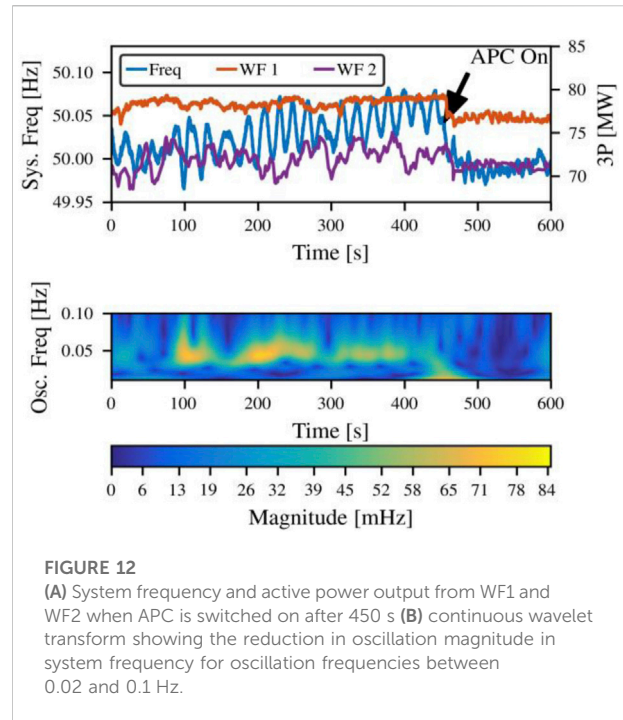 APC On
Freq WF 1 WF 2
Sys. Freq [Hz]
50.10
50.05
50.00
49.95
85
80
75
70
3P [MW]
0 100 200 300 400 500 600
Time [s]
Osc. Freq [Hz]
0.10
0.05
0 100 200 300 400 500 600
Time [s]
0 6 13 19 26 32 39 45 52 58 65 71 78 84
Magnitude [mHz]
FIGURE 12
(A) System frequency and active power output from WF1 and
WF2 when APC is switched on after 450 s (B) continuous wavelet
transform showing the reduction in oscillation magnitude in
system frequency for oscillation frequencies between
0.02 and 0.1 Hz.